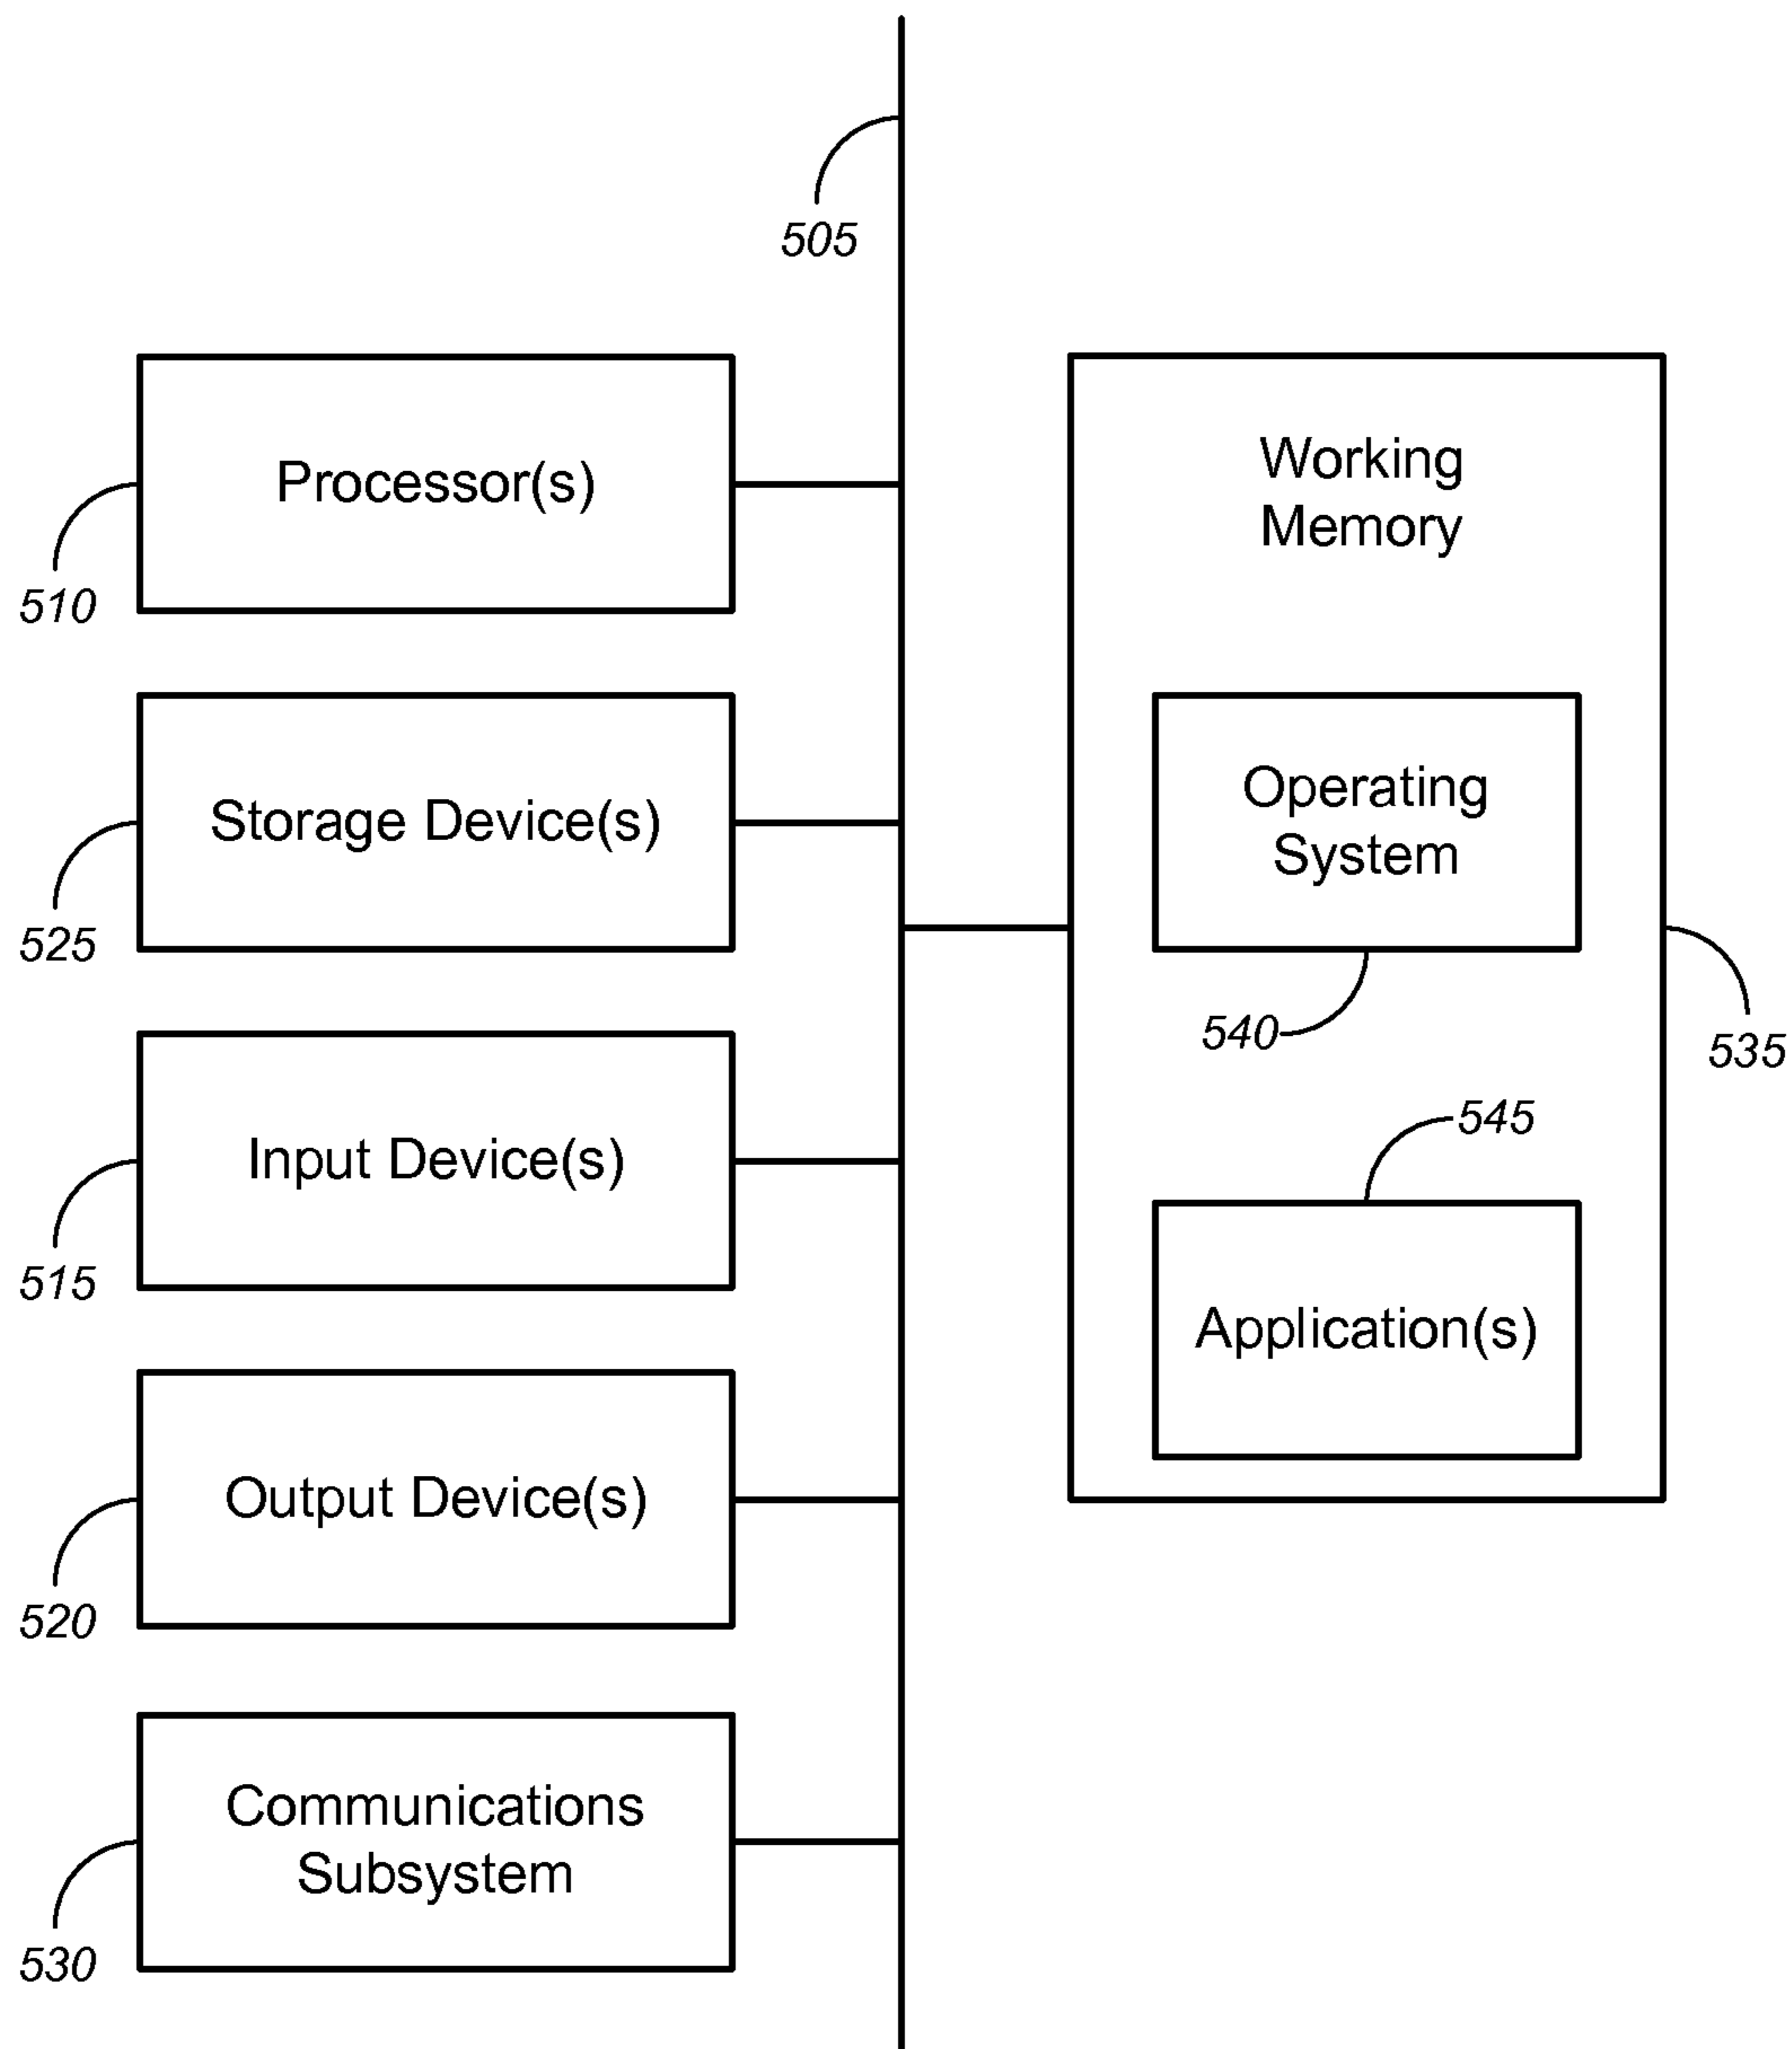 505
Processor(s)
510
Storage Device(s)
525
Input Device(s)
515
Output Device(s)
520
Communications
Subsystem
530
Working
Memory
Operating
System
540
535
545
Application(s)